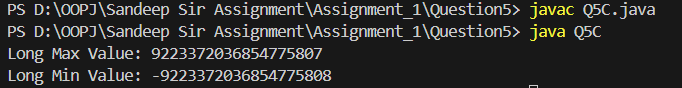 PS D:\OOPJ\Sandeep Sir Assignment\Assignment_1\Question5> javac Q5C.java
PS D:\OOPJ\Sandeep Sir Assignment\Assignment_1\Question5> java Q5C
Long Max Value: 9223372036854775807
Long Min Value: -9223372036854775808